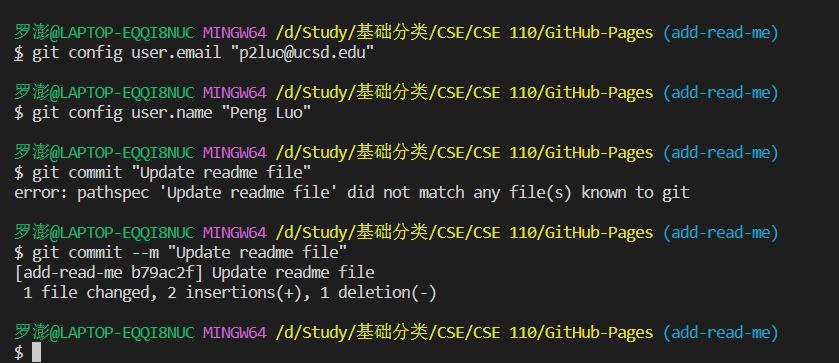 罗澎@LAPTOP-EQQI8NUC MINGW64 /d/Study/基础分类/CSE/CSE 110/GitHub-Pages (add-read-me)
$ git config user.email "p2luo@ucsd.edu"
罗澎@LAPTOP-EQQI8NUC MINGW64 /d/Study/基础分类/CSE/CSE 110/GitHub-Pages (add-read-me)
$ git config user.name "Peng Luo"
罗澎@LAPTOP-EQQI8NUC MINGW64 /d/Study/基础分类/CSE/CSE 110/GitHub-Pages (add-read-me)
$ git commit "Update readme file"
error: pathspec 'Update readme file' did not match any file(s) known to git
罗澎@LAPTOP-EQQI8NUC MINGW64 /d/Study/基础分类/CSE/CSE 110/GitHub-Pages (add-read-me)
$ git commit --m "Update readme file"
[add-read-me b79ac2f] Update readme file
 1 file changed, 2 insertions(+), 1 deletion(-)
罗澎@LAPTOP-EQQI8NUC MINGW64 /d/Study/基础分类/CSE/CSE 110/GitHub-Pages (add-read-me)
$